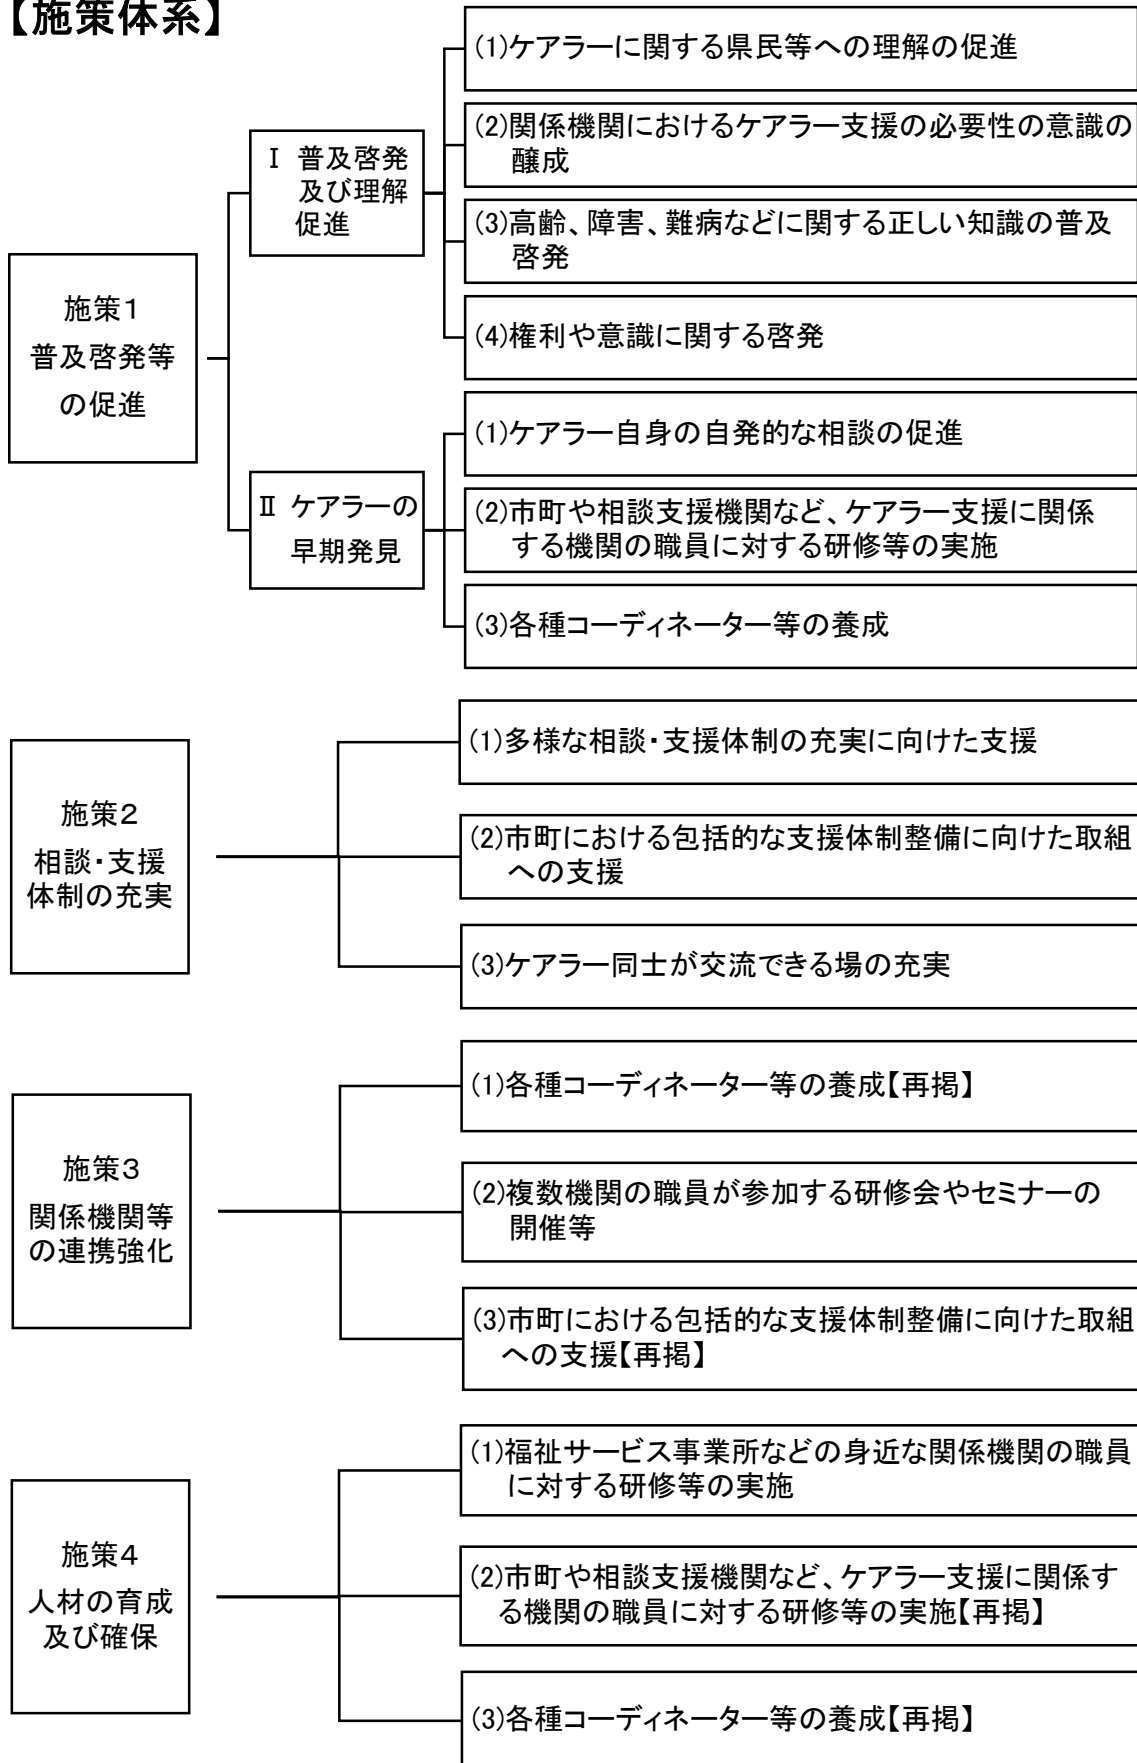 【施策体系】
施策1
普及啓発等
の促進
Ⅰ 普及啓発
及び理解
促進
(1)ケアラーに関する県民等への理解の促進
(2)関係機関におけるケアラー支援の必要性の意識の
醸成
(3)高齢、障害、難病などに関する正しい知識の普及
啓発
(4)権利や意識に関する啓発
Ⅱ ケアラーの
早期発見
(1)ケアラー自身の自発的な相談の促進
(2)市町や相談支援機関など、ケアラー支援に関係
する機関の職員に対する研修等の実施
(3)各種コーディネーター等の養成
施策2
相談・支援
体制の充実
(1)多様な相談・支援体制の充実に向けた支援
(2)市町における包括的な支援体制整備に向けた取組
への支援
(3)ケアラー同士が交流できる場の充実
施策3
関係機関等
の連携強化
(1)各種コーディネーター等の養成【再掲】
(2)複数機関の職員が参加する研修会やセミナーの
開催等
(3)市町における包括的な支援体制整備に向けた取組
への支援【再掲】
施策4
人材の育成
及び確保
(1)福祉サービス事業所などの身近な関係機関の職員
に対する研修等の実施
(2)市町や相談支援機関など、ケアラー支援に関係す
る機関の職員に対する研修等の実施【再掲】
(3)各種コーディネーター等の養成【再掲】